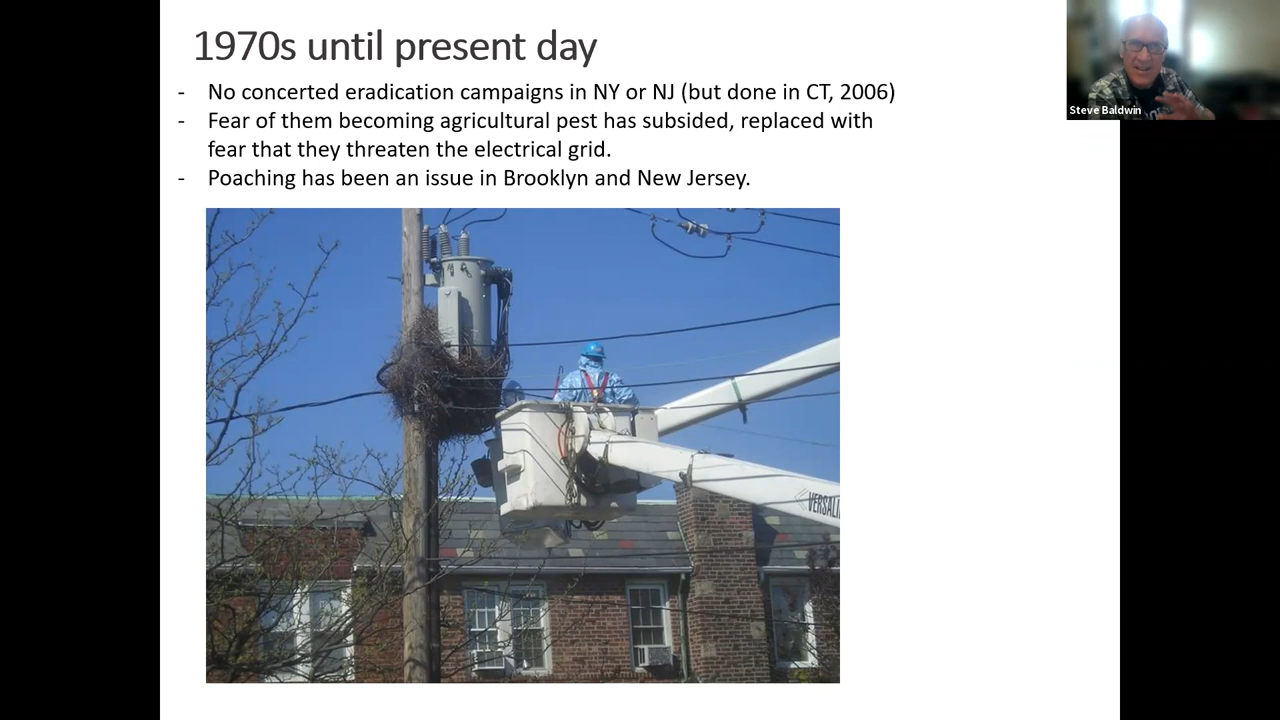 1970s until present day
- No concerted eradication campaigns in NY or NJ (but done in CT, 2006)
- Fear of them becoming agricultural pest has subsided, replaced with
fear that they threaten the electrical grid.
- Poaching has been an issue in Brooklyn and New Jersey.
Steve Baldwin